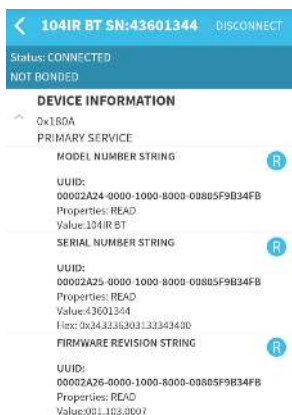 104IR BT SN:43601344 DISCONNECT
Status: CONNECTED
NOT BONDED
DEVICE INFORMATION
0x180A
PRIMARY SERVICE
MODEL NUMBER STRING
R
UUID:
00002A24-0000-1000-8000-00805F9B34FB
Properties: READ
Value:104IR BT
SERIAL NUMBER STRING
R
UUID:
00002A25-0000-1000-8000-00805F9B34FB
Properties: READ
Value:43601344
Hex: 0x343336303133343400
FIRMWARE REVISION STRING
R
UUID:
00002A26-0000-1000-8000-00805F9B34FB
Properties: READ
Value:001.103.0007